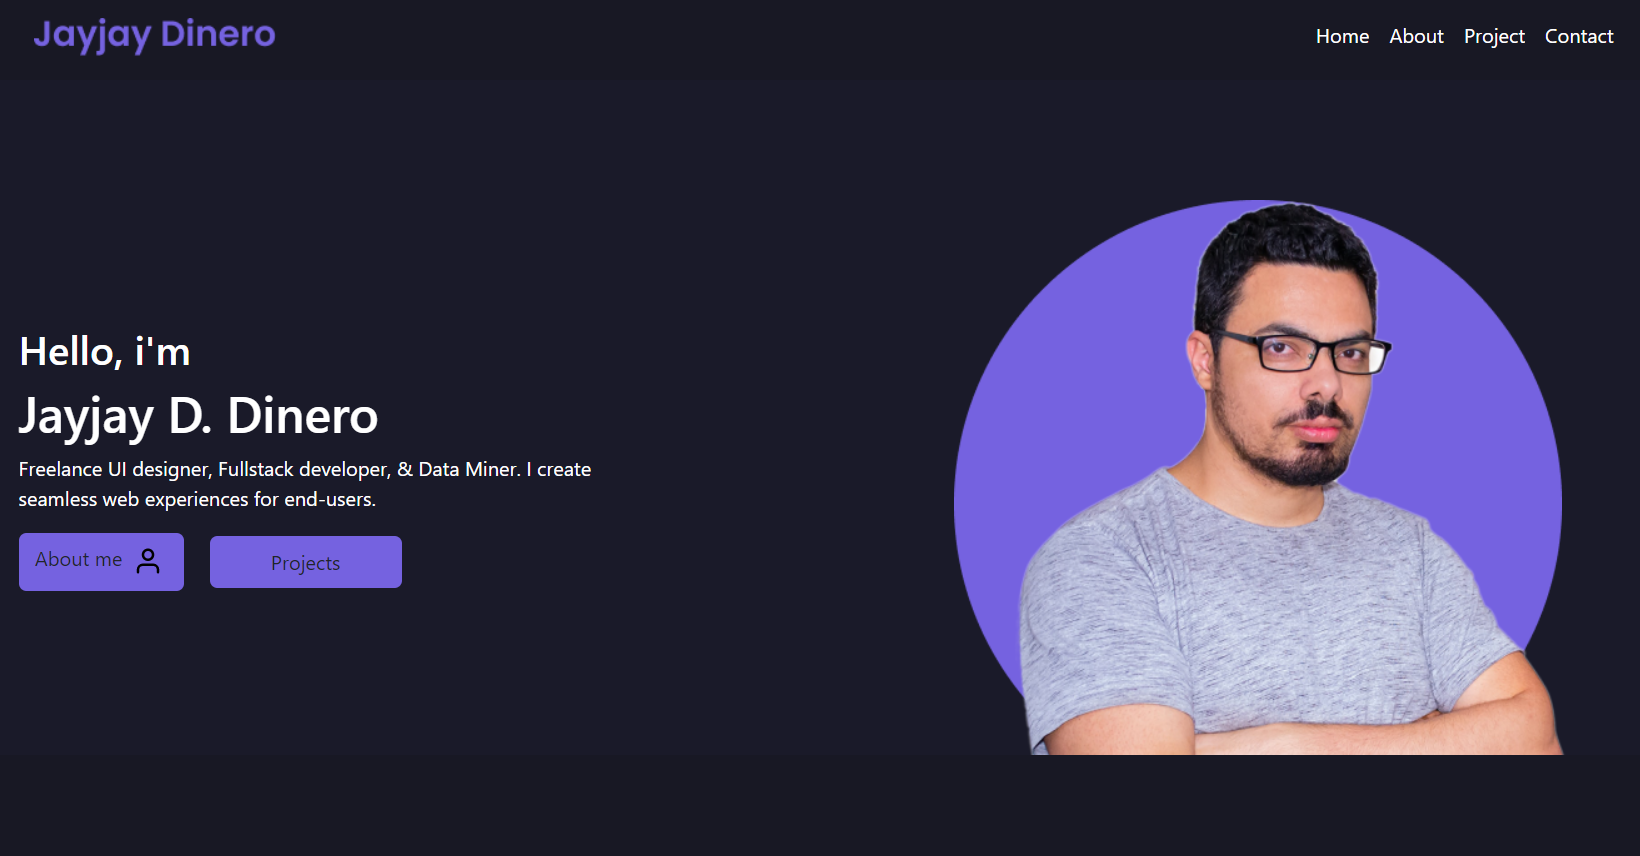 Jayjay Dinero
Home About Project Contact
Hello, i'm
Jayjay D. Dinero
Freelance UI designer, Fullstack developer, & Data Miner. I create
seamless web experiences for end-users.
About me
Projects